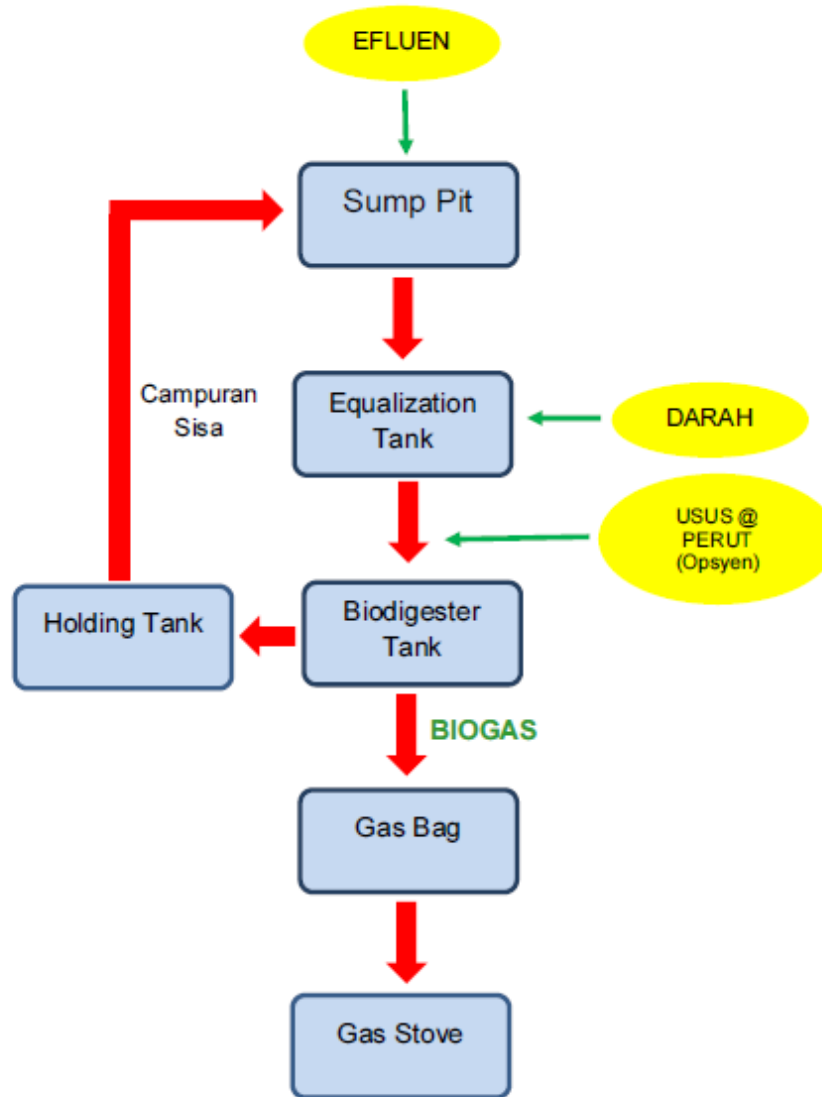 EFLUEN
Sump Pit
Campuran
Sisa
Equalization
Tank
DARAH
USUS @
PERUT
(Opsyen)
Holding Tank
Biodigester
Tank
BIOGAS
Gas Bag
Gas Stove